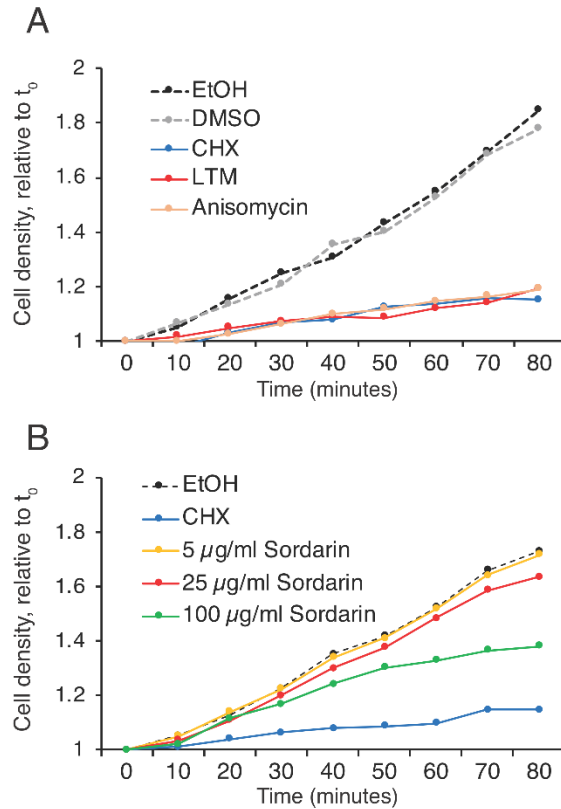 A
Cell density, relative to t0
2
1.8
1.6
1.4
1.2
1
EtOH
DMSO
CHX
LTM
Anisomycin
0 10 20 30 40 50 60 70 80
Time (minutes)
B
Cell density, relative to t0
2
1.8
1.6
1.4
1.2
1
EtOH
CHX
5 µg/ml Sordarin
25 µg/ml Sordarin
100 µg/ml Sordarin
0 10 20 30 40 50 60 70 80
Time (minutes)